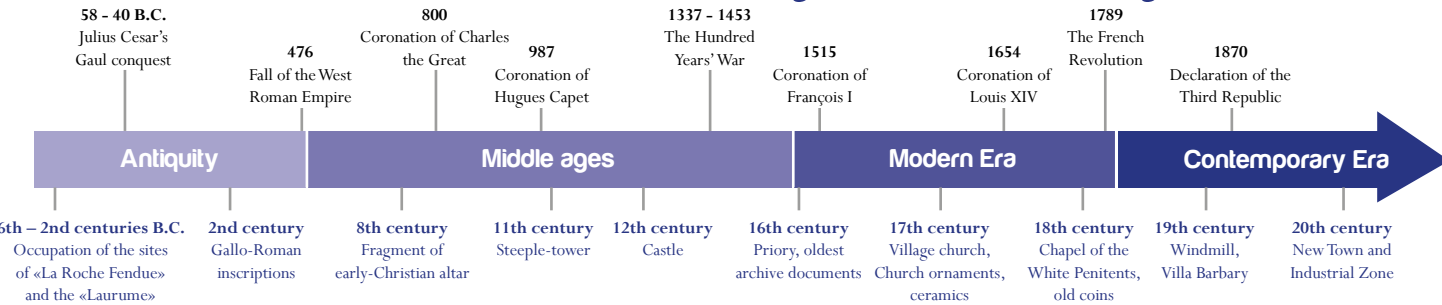 58 - 40 B.C.
Julius Cesar's
Gaul conquest
476
Fall of the West
Roman Empire
800
Coronation of Charles
the Great
987
Coronation of
Hugues Capet
1337 - 1453
The Hundred
Years' War
1515
Coronation of
François I
1654
Coronation of
Louis XIV
1789
The French
Revolution
1870
Declaration of the
Third Republic
Antiquity
Middle ages
Modern Era
Contemporary Era
6th – 2nd centuries B.C.
Occupation of the sites
of «La Roche Fendue»
and the «Laurume»
2nd century
Gallo-Roman
inscriptions
8th century
Fragment of
early-Christian altar
11th century
Steeple-tower
12th century
Castle
16th century
Priory, oldest
archive documents
17th century
Village church,
Church ornaments,
ceramics
18th century
Chapel of the
White Penitents,
old coins
19th century
Windmill,
Villa Barbary
20th century
New Town and
Industrial Zone